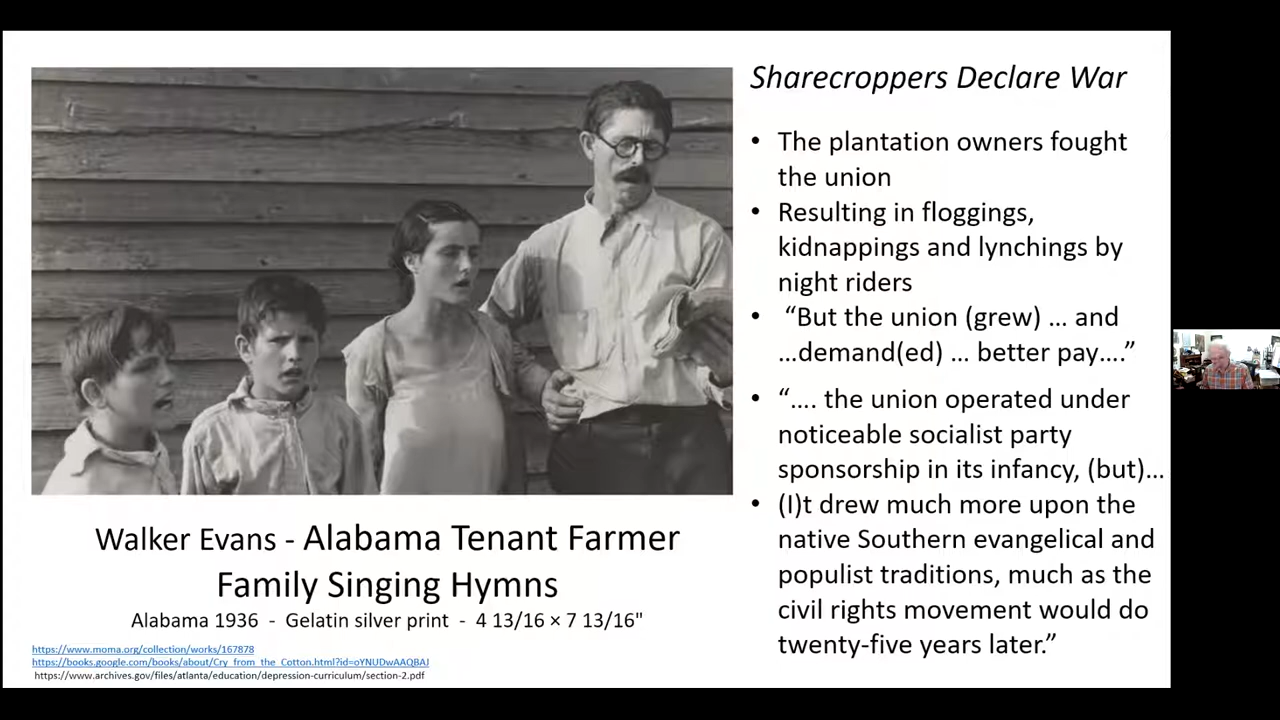 Sharecroppers Declare War
• The plantation owners fought
the union
• Resulting in floggings,
kidnappings and lynchings by
night riders
• “But the union (grew) … and
…demand(ed) … better pay….”
• “…. the union operated under
noticeable socialist party
sponsorship in its infancy, (but)…
• (I)t drew much more upon the
native Southern evangelical and
populist traditions, much as the
civil rights movement would do
twenty-five years later.”
Walker Evans - Alabama Tenant Farmer
Family Singing Hymns
Alabama 1936 - Gelatin silver print - 4 13/16 × 7 13/16"
https://www.moma.org/collection/works/167878
https://books.google.com/books/about/Cry_from_the_Cotton.html?id=oYNUDwAAQBAJ
https://www.archives.gov/files/atlanta/education/depression-curriculum/section-2.pdf